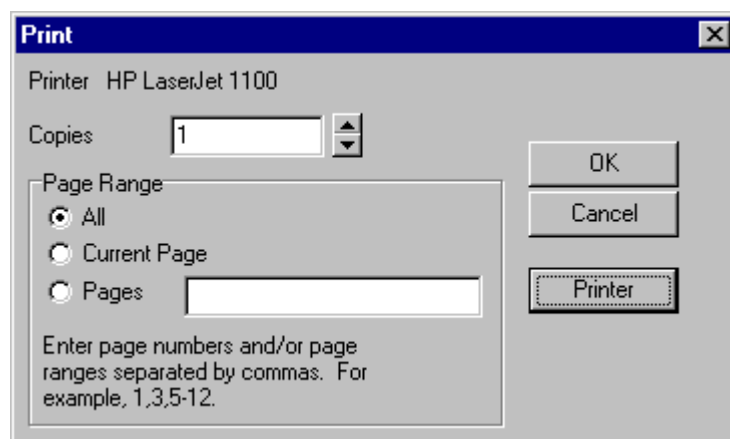 Print
Printer HP LaserJet 1100
Copies 1
OK
Page Range
All
Cancel
Current Page
Pages
Printer
Enter page numbers and/or page
ranges separated by commas. For
example, 1,3,5-12.